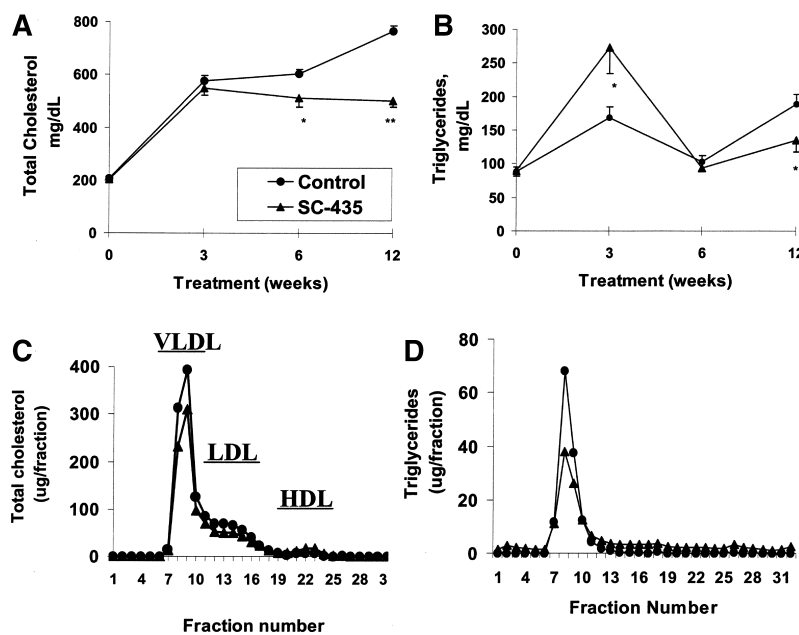 A
Total Cholesterol
mg/dL
800
600
400
200
0
* **
Control
SC-435
0 3 6 12
Treatment (weeks)
B
Triglycerides,
mg/dL
300
250
200
150
100
50
0
*
*
0 3 6 12
Treatment (weeks)
C
Total cholesterol
(ug/fraction)
400
300
200
100
0
VLDL
LDL
HDL
1 4 7 10 13 16 19 22 25 28 3
Fraction number
D
Triglycerides
(ug/fraction)
80
60
40
20
0
1 4 7 10 13 16 19 22 25 28 31
Fraction Number